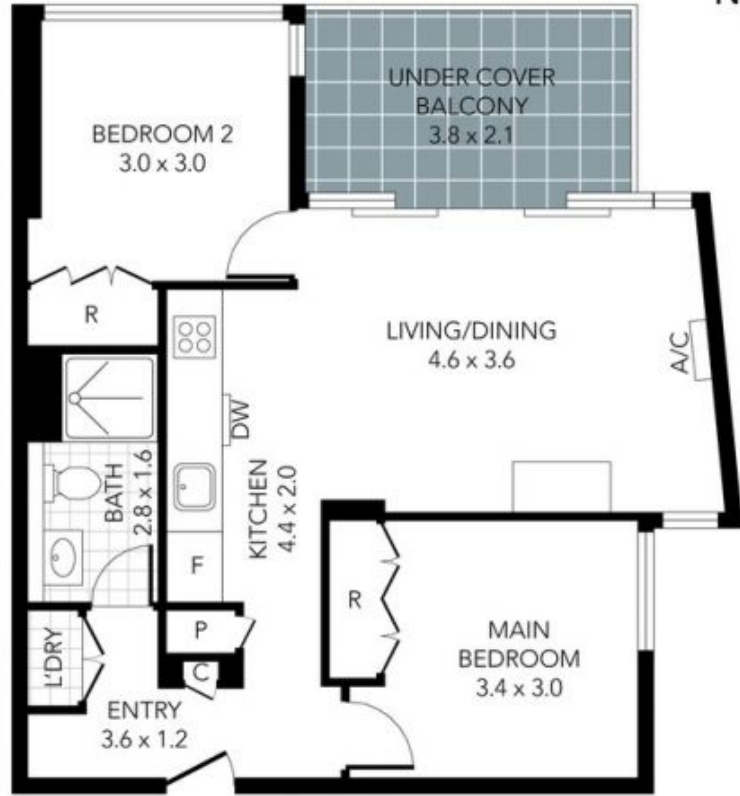 N
BEDROOM 2
3.0 x 3.0
UNDER COVER
BALCONY
3.8 x 2.1
R
LIVING/DINING
4.6 x 3.6
A/C
DW
KITCHEN
4.4 x 2.0
BATH
2.8 x 1.6
F
P
C
L'DRY
ENTRY
3.6 x 1.2
R
MAIN
BEDROOM
3.4 x 3.0